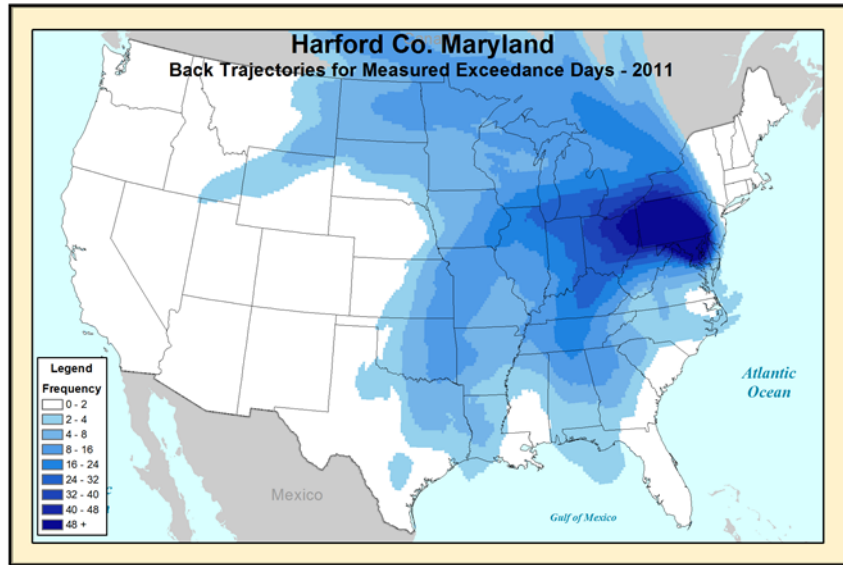 Harford Co. Maryland
Back Trajectories for Measured Exceedance Days - 2011
Legend
Frequency
0 - 2
2 - 4
4 - 8
8 - 16
16 - 24
24 - 32
32 - 40
40 - 48
48 +
Mexico
Gulf of Mexico
Atlantic
Ocean